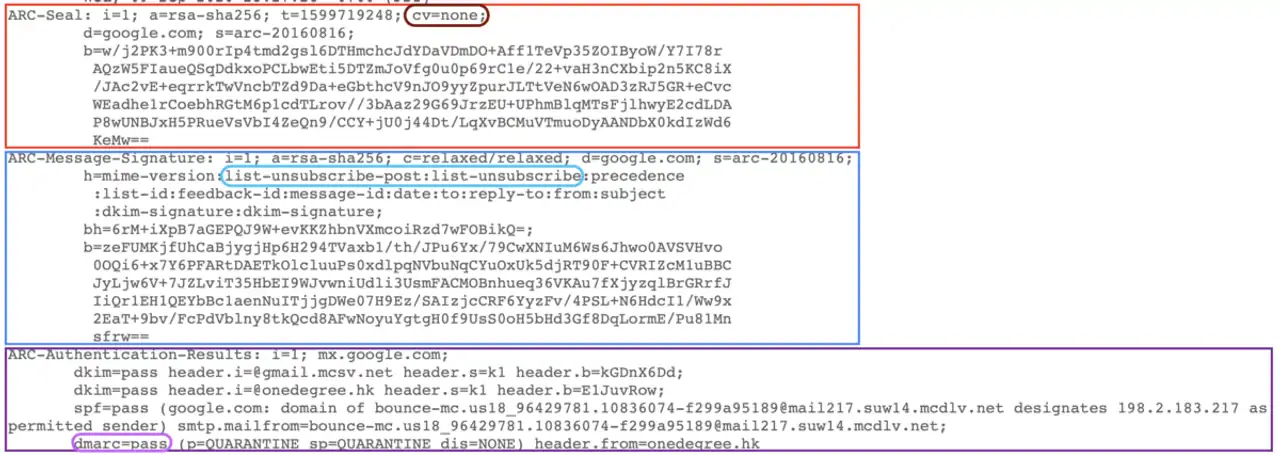 ARC-Seal: i=1; a=rsa-sha256; t=1599719248; cv=none;
d=google.com; s=arc-20160816;
b=w/j2PK3+m900rIp4tmd2gsl6DTHmchcJdYDaVDmDO+Aff1TeVp35ZOIByoW/Y7I78r
AQzW5FIaueQSqDdkxoPCLbwEti5DTZmJoVfg0u0p69rC1e/22+vaH3nCXbip2n5KC8iX
/JAc2vE+eqrrkTwVncbTZd9Da+eGbthcV9nJO9yyZpurJLTtVeN6wOAD3zRJ5GR+eCvc
WEadhe1rCoebhRGtM6p1cdTLrov//3bAaz29G69JrzEU+UPhmBlqMTsFjlhwyE2cdLDA
P8wUNBJxH5PRueVsVbI4ZeQn9/CCY+jU0j44Dt/LqXvBCMuVTmuoDyAANDbX0kdIzWd6
KeMw==
ARC-Message-Signature: i=1; a=rsa-sha256; c=relaxed/relaxed; d=google.com; s=arc-20160816;
h=mime-version:list-unsubscribe-post:list-unsubscribe:precedence
:list-id:feedback-id:message-id:date:to:reply-to:from:subject
:dkim-signature:dkim-signature;
bh=6rM+iXpB7aGEPQJ9W+evKKZhbnVXmcoiRzd7wFOBikQ=;
b=zeFUMKjfUhCaBjygjHp6H294TVaxb1/th/JPu6Yx/79CwXNIuM6Ws6Jhwo0AVSVHvo
0OQi6+x7Y6PFARtDAETkOlcluuPs0xdlpqNVbuNqCYuOxUk5djRT90F+CVRIZcM1uBBC
JyLjw6V+7JZLviT35HbEI9WJvwniUdli3UsmFACMOBnhueq36VKAu7fXjyzqlBrGRrfJ
IiQr1EH1QEYbBc1aenNuITjjgDWe07H9Ez/SAIzjcCRF6YyzFv/4PSL+N6HdcI1/Ww9x
2EaT+9bv/FcPdVblny8tkQcd8AFwNoyuYgtgH0f9UsS0oH5bHd3Gf8DqLormE/Pu81Mn
sfrw==
ARC-Authentication-Results: i=1; mx.google.com;
dkim=pass header.i=@gmail.mcsv.net header.s=k1 header.b=kGDnX6Dd;
dkim=pass header.i=@onedegree.hk header.s=k1 header.b=E1JuvRow;
spf=pass (google.com: domain of bounce-mc.us18_96429781.10836074-f299a95189@mail217.suw14.mcdlv.net designates 198.2.183.217 as
permitted sender) smtp.mailfrom=bounce-mc.us18_96429781.10836074-f299a95189@mail217.suw14.mcdlv.net;
dmarc=pass (p=QUARANTINE sp=QUARANTINE dis=NONE) header.from=onedegree.hk